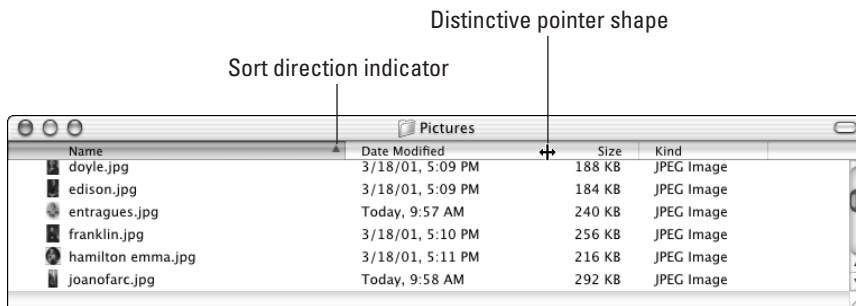 Distinctive pointer shape
Sort direction indicator
Pictures
Name Date Modified Size Kind
doyle.jpg 3/18/01, 5:09 PM 188 KB JPEG Image
edison.jpg 3/18/01, 5:09 PM 184 KB JPEG Image
entragues.jpg Today, 9:57 AM 240 KB JPEG Image
franklin.jpg 3/18/01, 5:10 PM 256 KB JPEG Image
hamilton emma.jpg 3/18/01, 5:11 PM 216 KB JPEG Image
joanofarc.jpg Today, 9:58 AM 292 KB JPEG Image